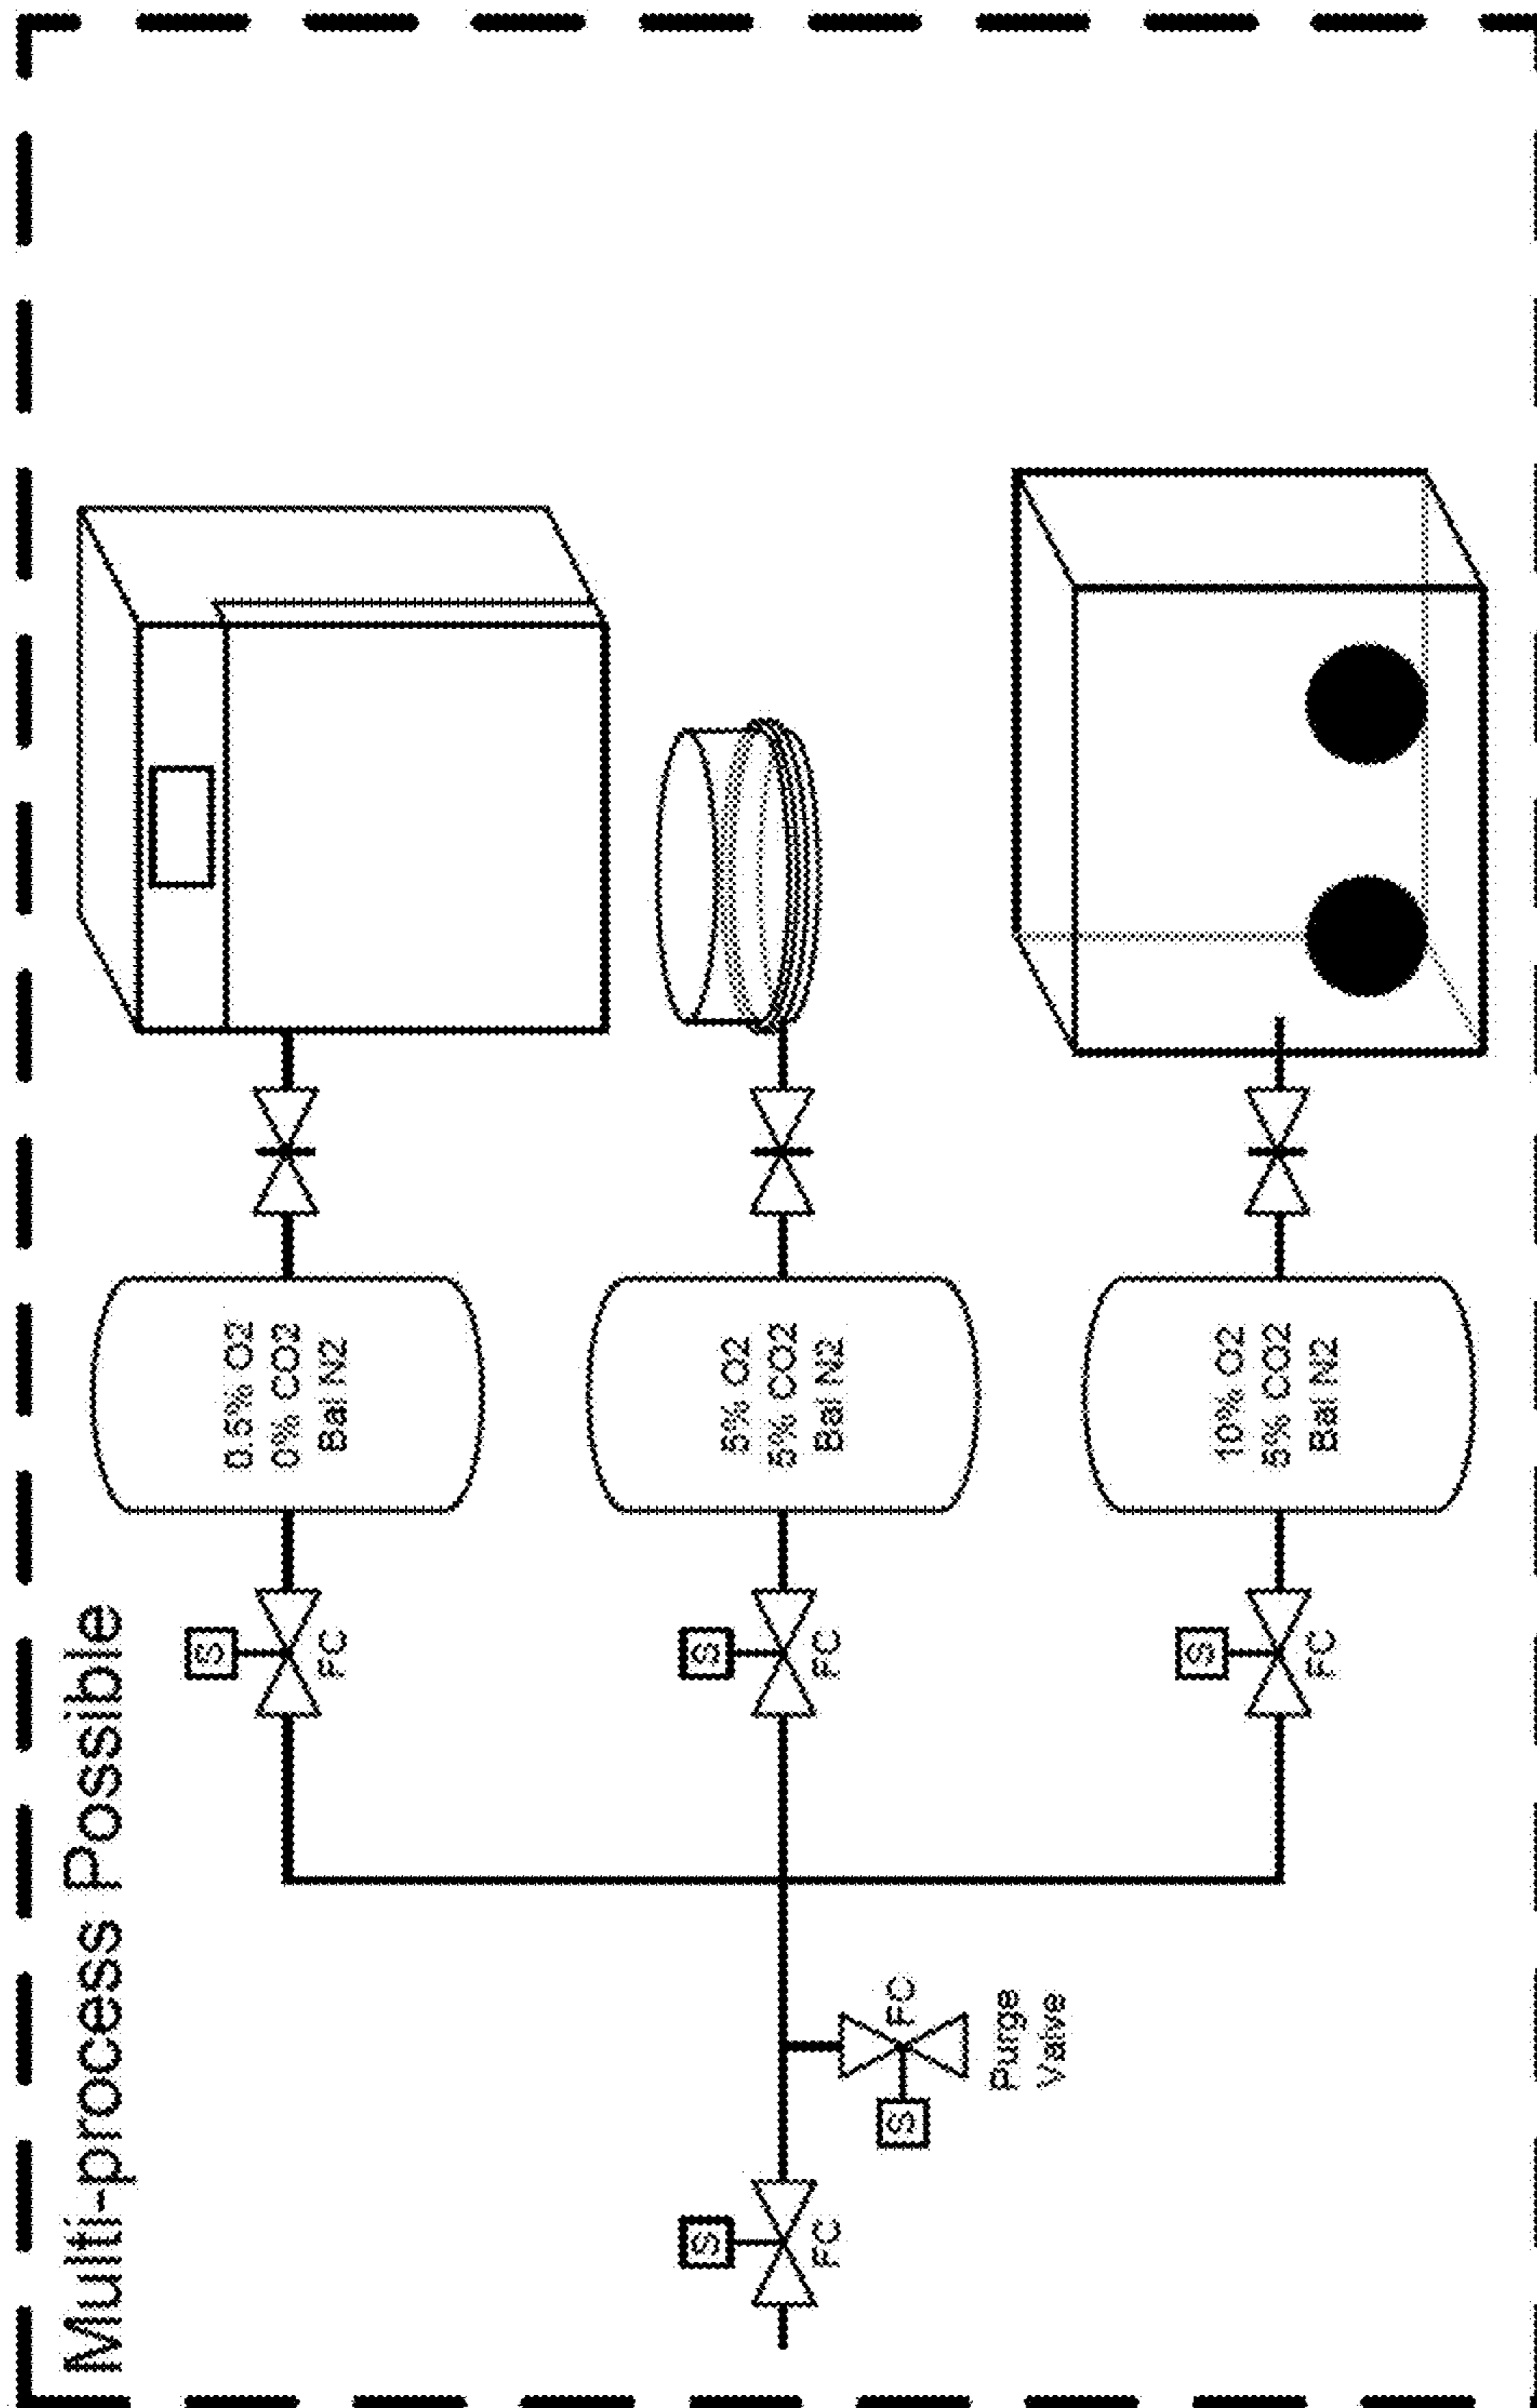 Multi-process Possible
S
FC
0.5% O2
0% CO2
Bal N2
S
FC
S
FC
Purge
Valve
S
FC
5% O2
5% CO2
Bal N2
S
FC
10% O2
5% CO2
Bal N2